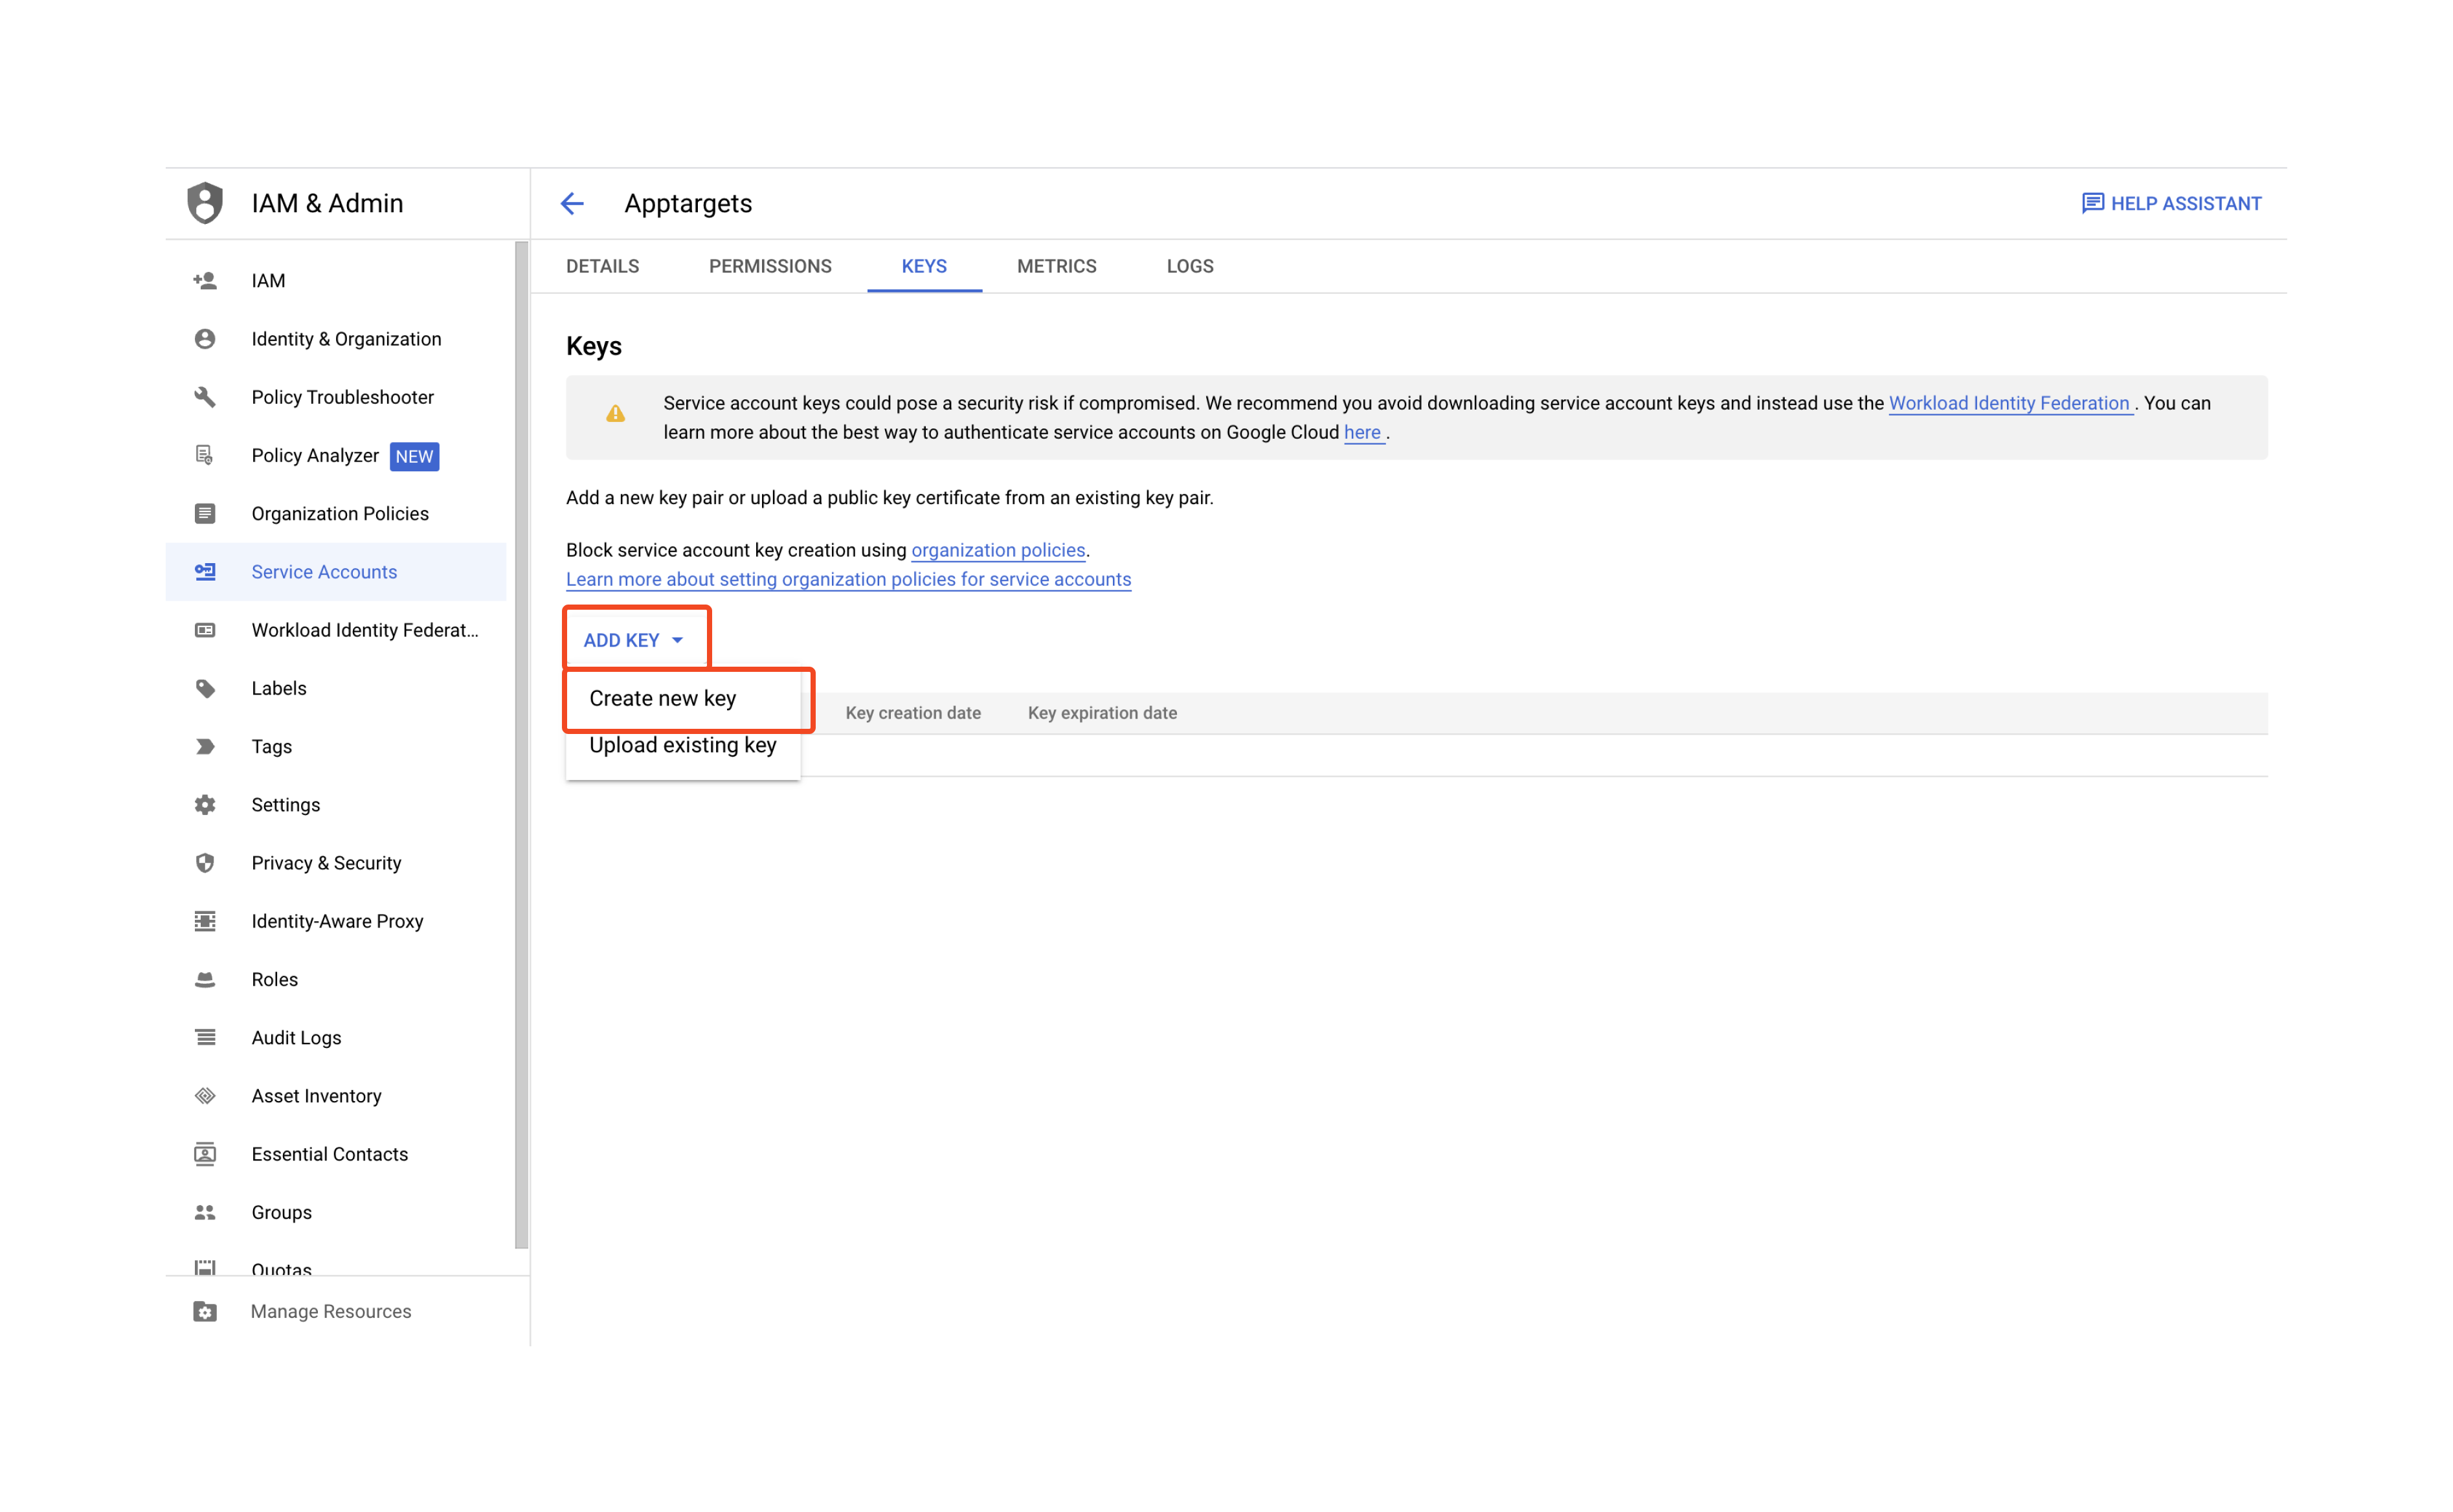 IAM & Admin
Apptargets
HELP ASSISTANT
IAM
Identity & Organization
Policy Troubleshooter
Policy Analyzer NEW
Organization Policies
Service Accounts
Workload Identity Federat...
Labels
Tags
Settings
Privacy & Security
Identity-Aware Proxy
Roles
Audit Logs
Asset Inventory
Essential Contacts
Groups
Quotas
Manage Resources
DETAILS PERMISSIONS KEYS METRICS LOGS
Keys
Service account keys could pose a security risk if compromised. We recommend you avoid downloading service account keys and instead use the Workload Identity Federation . You can
learn more about the best way to authenticate service accounts on Google Cloud here .
Add a new key pair or upload a public key certificate from an existing key pair.
Block service account key creation using organization policies.
Learn more about setting organization policies for service accounts
ADD KEY
Create new key
Upload existing key
Key creation date Key expiration date